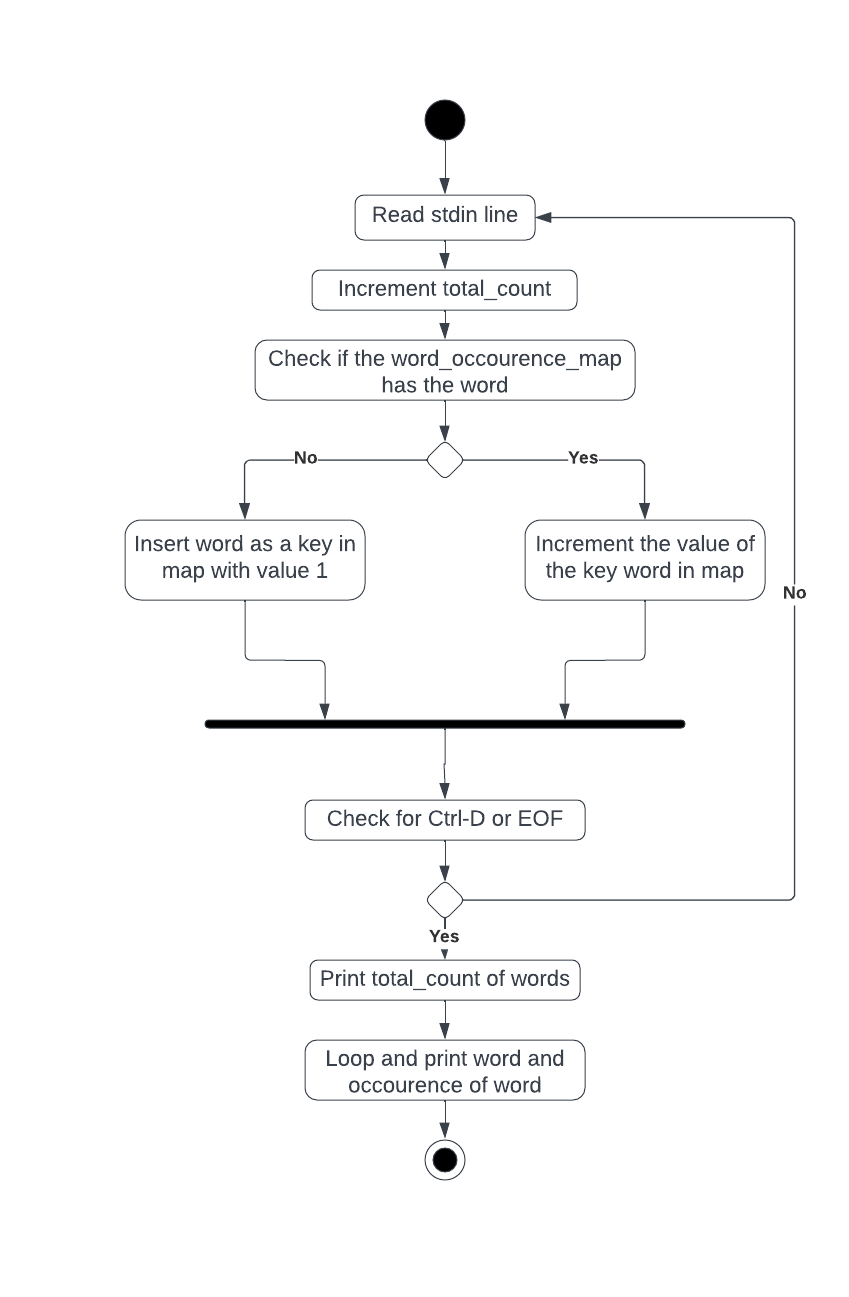 Read stdin line
Increment total_count
Check if the word_occourence_map
has the word
No
Yes
Insert word as a key in
map with value 1
Increment the value of
the key word in map
No
Check for Ctrl-D or EOF
Yes
Print total_count of words
Loop and print word and
occourence of word